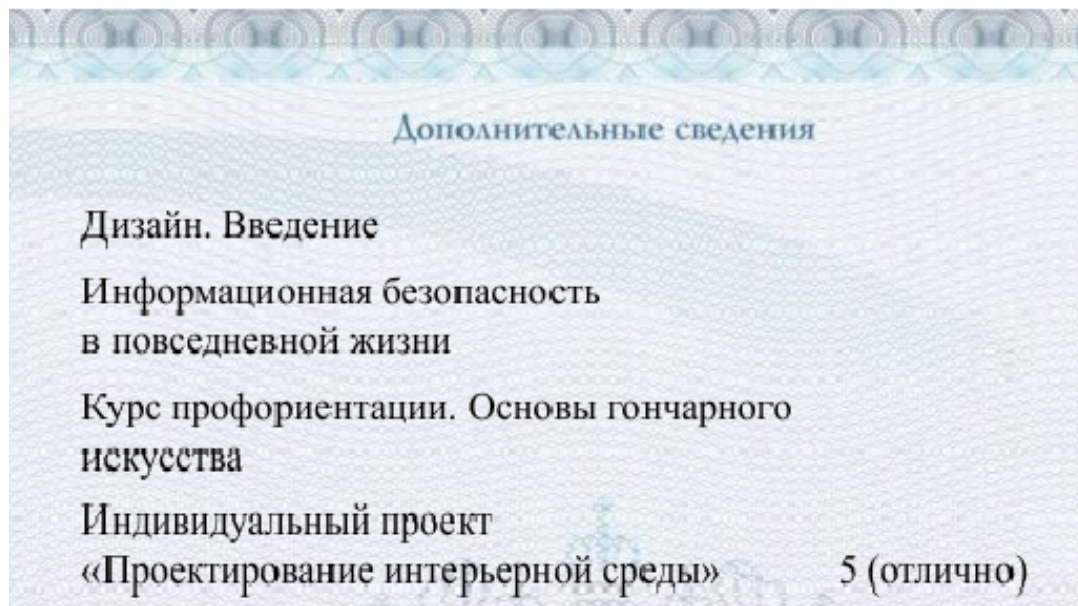 Дополнительные сведения
Дизайн. Введение
Информационная безопасность
в повседневной жизни
Курс профориентации. Основы гончарного
искусства
Индивидуальный проект
«Проектирование интерьерной среды» 5 (отлично)